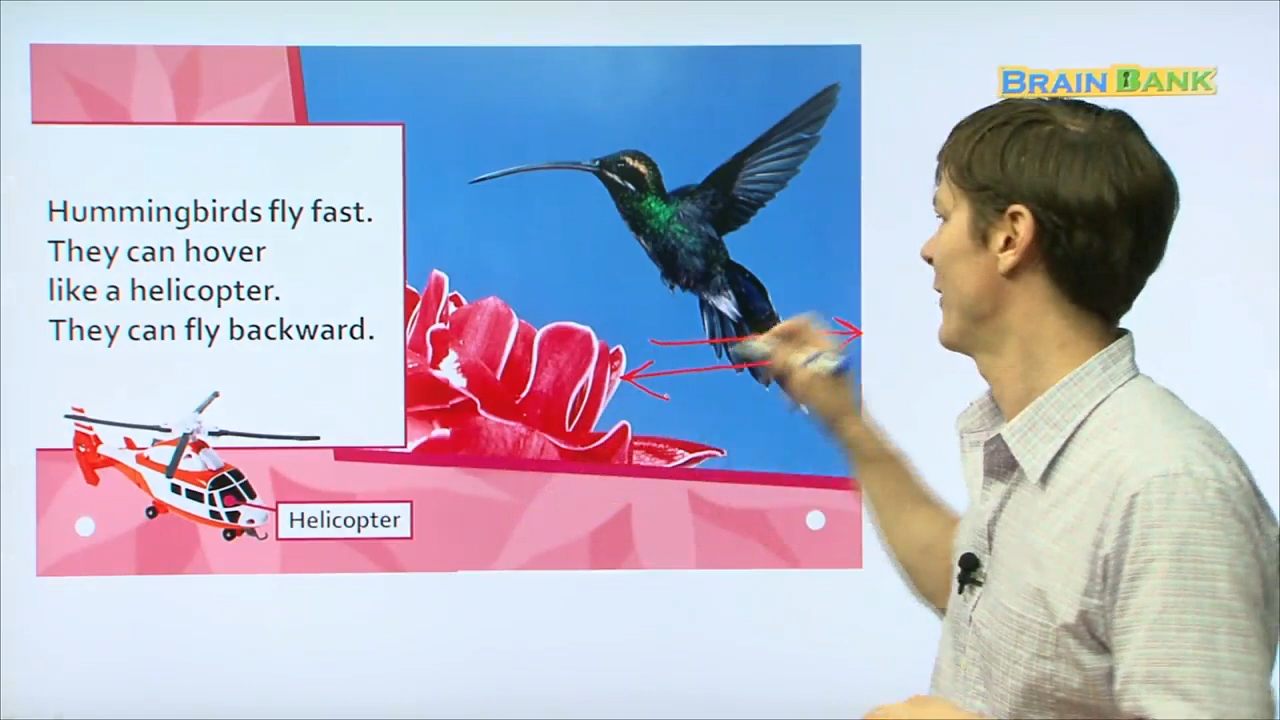 BRAIN BANK
Hummingbirds fly fast.
They can hover
like a helicopter.
They can fly backward.
Helicopter